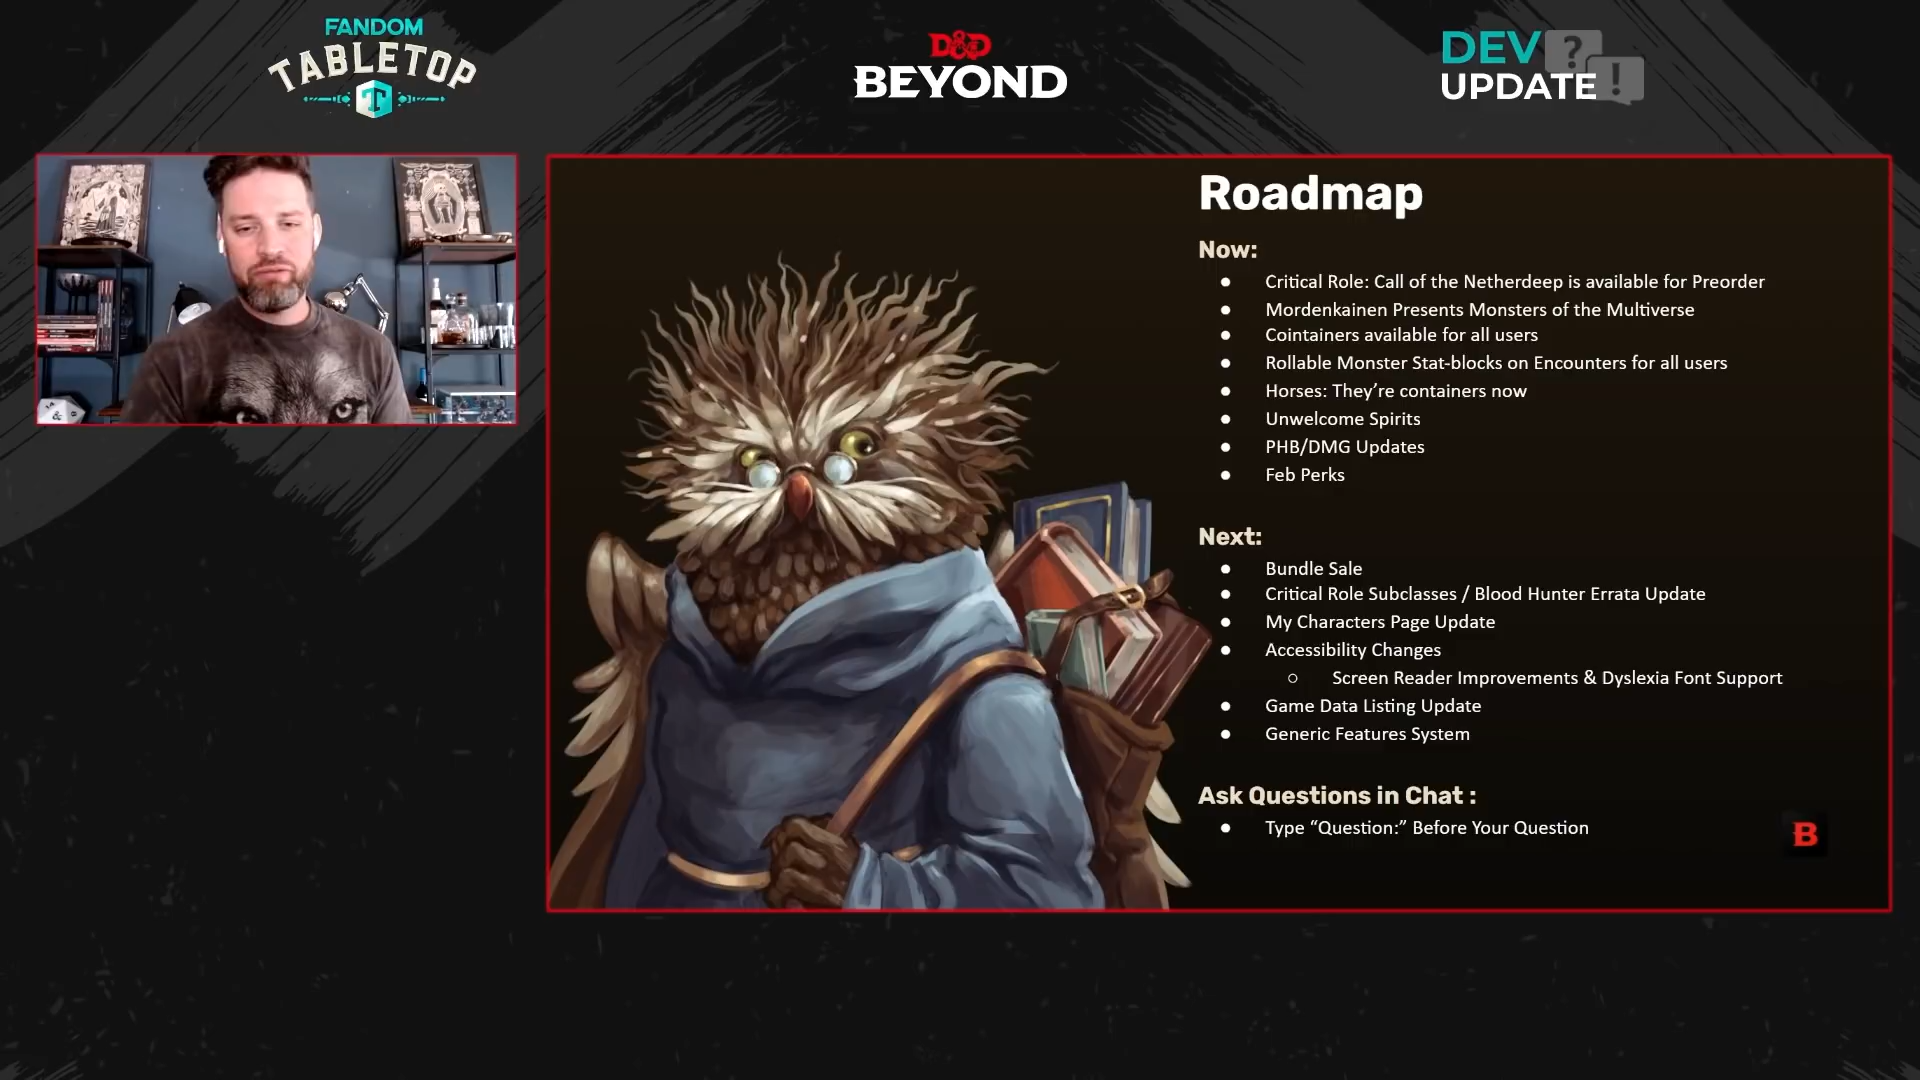 FANDOM
TABLETOP
T
D&D
BEYOND
DEV ?
UPDATE !
Roadmap
Now:
● Critical Role: Call of the Netherdeep is available for Preorder
● Mordenkainen Presents Monsters of the Multiverse
● Cointainers available for all users
● Rollable Monster Stat-blocks on Encounters for all users
● Horses: They’re containers now
● Unwelcome Spirits
● PHB/DMG Updates
● Feb Perks
Next:
● Bundle Sale
● Critical Role Subclasses / Blood Hunter Errata Update
● My Characters Page Update
● Accessibility Changes
○ Screen Reader Improvements & Dyslexia Font Support
● Game Data Listing Update
● Generic Features System
Ask Questions in Chat :
● Type “Question:” Before Your Question
B